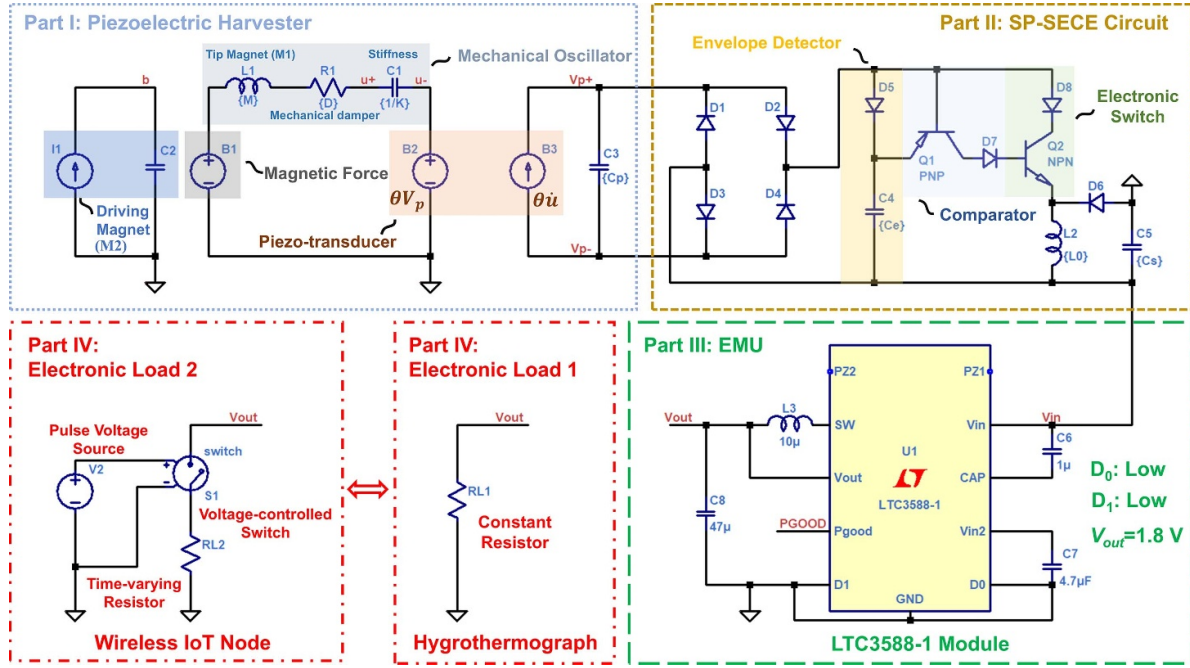 Part I: Piezoelectric Harvester
Tip Magnet (M1)
Stiffness
Mechanical Oscillator
b
L1
{M}
R1
{D}
u+
C1
u-
{1/K}
Mechanical damper
Vp+
I1
C2
B1
Magnetic Force
B2
B3
C3
{Cp}
θV_p
θu̇
Driving
Magnet
(M2)
Piezo-transducer
Vp-
Part II: SP-SECE Circuit
Envelope Detector
D1
D2
D3
D4
D5
D8
Electronic
Switch
Q1
PNP
D7
Q2
NPN
C4
{Ce}
Comparator
D6
L2
{L0}
C5
{Cs}
Part IV:
Electronic Load 2
Vout
Pulse Voltage
Source
V2
switch
S1
Voltage-controlled
Switch
RL2
Time-varying
Resistor
Wireless IoT Node
Part IV:
Electronic Load 1
Vout
RL1
Constant
Resistor
Hygrothermograph
Part III: EMU
PZ2
PZ1
Vout
L3
10µ
SW
Vin
Vin
C6
1µ
U1
Vout
CAP
LTC3588-1
C8
47µ
PGOOD
Pgood
Vin2
C7
4.7µF
D1
D0
GND
D0: Low
D1: Low
Vout=1.8 V
LTC3588-1 Module